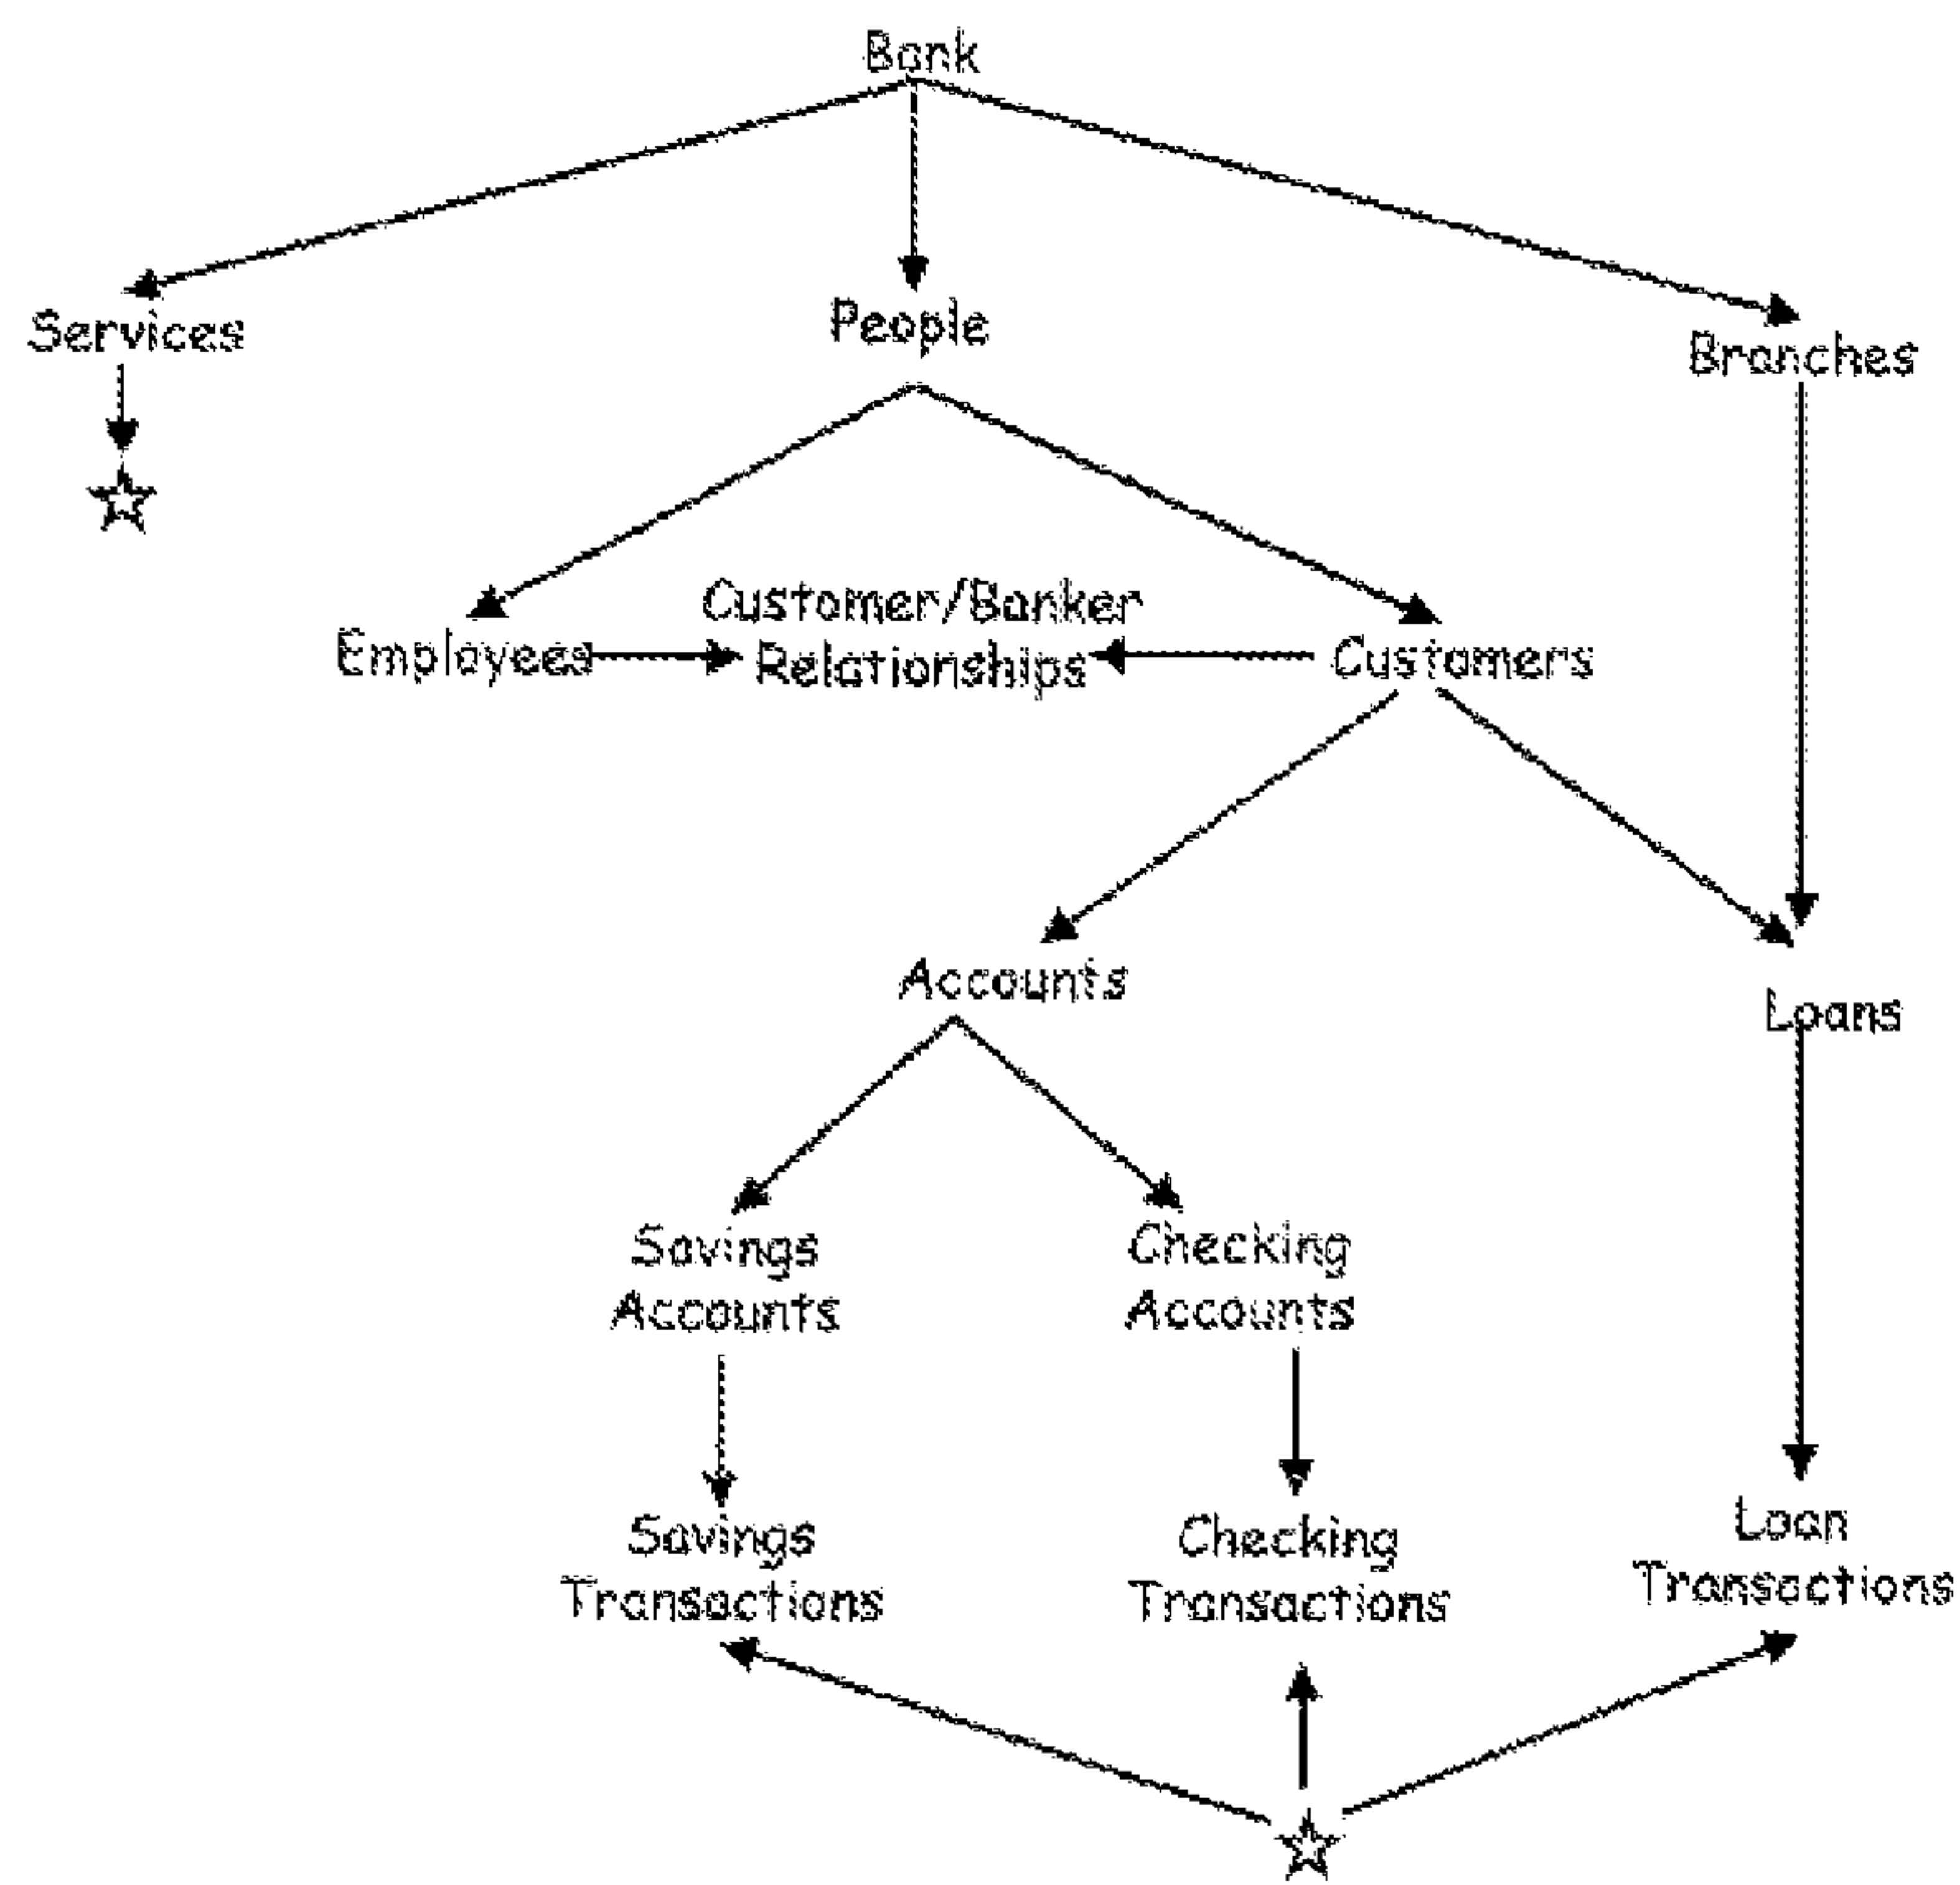 Bank
Services
People
Branches
Customer/Banker
Relationships
Employees
Customers
Accounts
Loans
Savings
Accounts
Checking
Accounts
Savings
Transactions
Checking
Transactions
Loan
Transactions